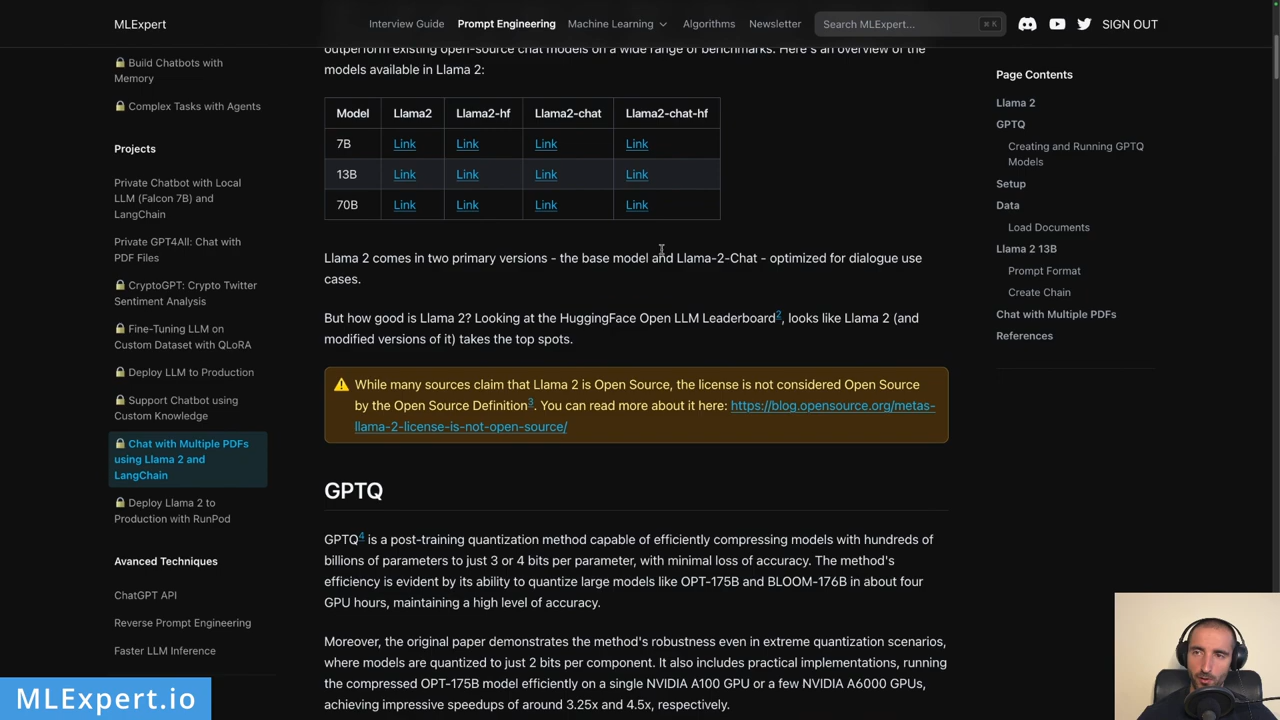 MLExpert
Interview Guide
Prompt Engineering
Machine Learning
Algorithms
Newsletter
Search MLExpert...
⌘ K
SIGN OUT
Build Chatbots with
Memory
Complex Tasks with Agents
Projects
Private Chatbot with Local
LLM (Falcon 7B) and
LangChain
Private GPT4All: Chat with
PDF Files
CryptoGPT: Crypto Twitter
Sentiment Analysis
Fine-Tuning LLM on
Custom Dataset with QLoRA
Deploy LLM to Production
Support Chatbot using
Custom Knowledge
Chat with Multiple PDFs
using Llama 2 and
LangChain
Deploy Llama 2 to
Production with RunPod
Avanced Techniques
ChatGPT API
Reverse Prompt Engineering
Faster LLM Inference
outperform existing open-source chat models on a wide range of benchmarks. Here's an overview of the
models available in Llama 2:
Model Llama2 Llama2-hf Llama2-chat Llama2-chat-hf
7B Link Link Link Link
13B Link Link Link Link
70B Link Link Link Link
Llama 2 comes in two primary versions - the base model and Llama-2-Chat - optimized for dialogue use
cases.
But how good is Llama 2? Looking at the HuggingFace Open LLM Leaderboard2, looks like Llama 2 (and
modified versions of it) takes the top spots.
While many sources claim that Llama 2 is Open Source, the license is not considered Open Source
by the Open Source Definition3. You can read more about it here: https://blog.opensource.org/metas-
llama-2-license-is-not-open-source/
GPTQ
GPTQ4 is a post-training quantization method capable of efficiently compressing models with hundreds of
billions of parameters to just 3 or 4 bits per parameter, with minimal loss of accuracy. The method's
efficiency is evident by its ability to quantize large models like OPT-175B and BLOOM-176B in about four
GPU hours, maintaining a high level of accuracy.
Moreover, the original paper demonstrates the method's robustness even in extreme quantization scenarios,
where models are quantized to just 2 bits per component. It also includes practical implementations, running
the compressed OPT-175B model efficiently on a single NVIDIA A100 GPU or a few NVIDIA A6000 GPUs,
achieving impressive speedups of around 3.25x and 4.5x, respectively.
Page Contents
Llama 2
GPTQ
Creating and Running GPTQ
Models
Setup
Data
Load Documents
Llama 2 13B
Prompt Format
Create Chain
Chat with Multiple PDFs
References
MLExpert.io